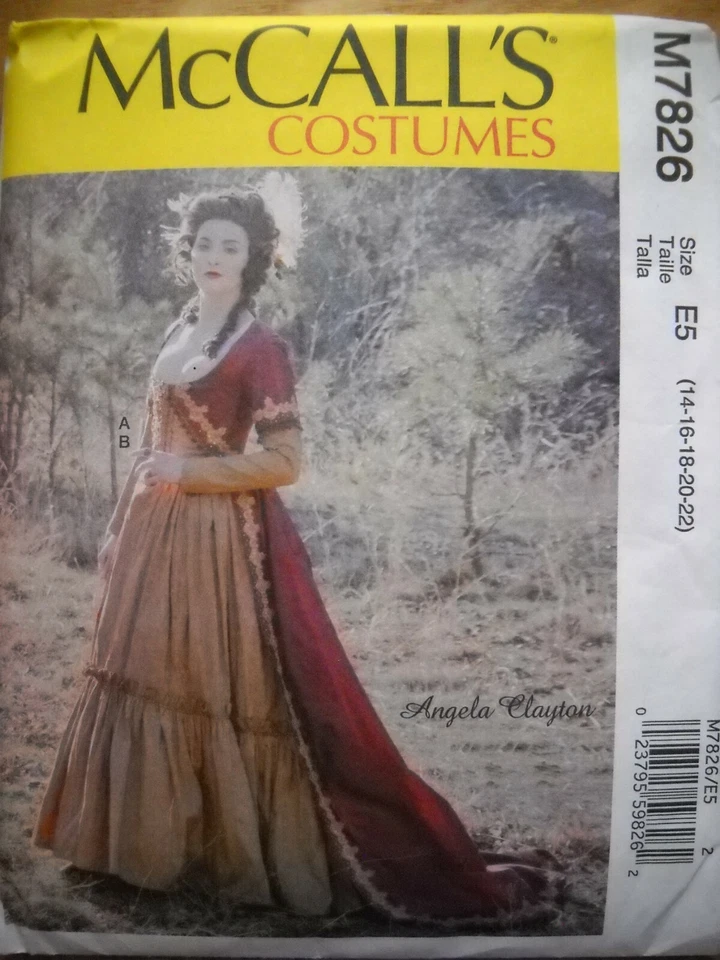 McCALL'S®
COSTUMES
A
B
Angela Clayton
M7826
Size
Taille
Talla
E5
(14-16-18-20-22)
M7826/E5
0 23795 59826 2
2